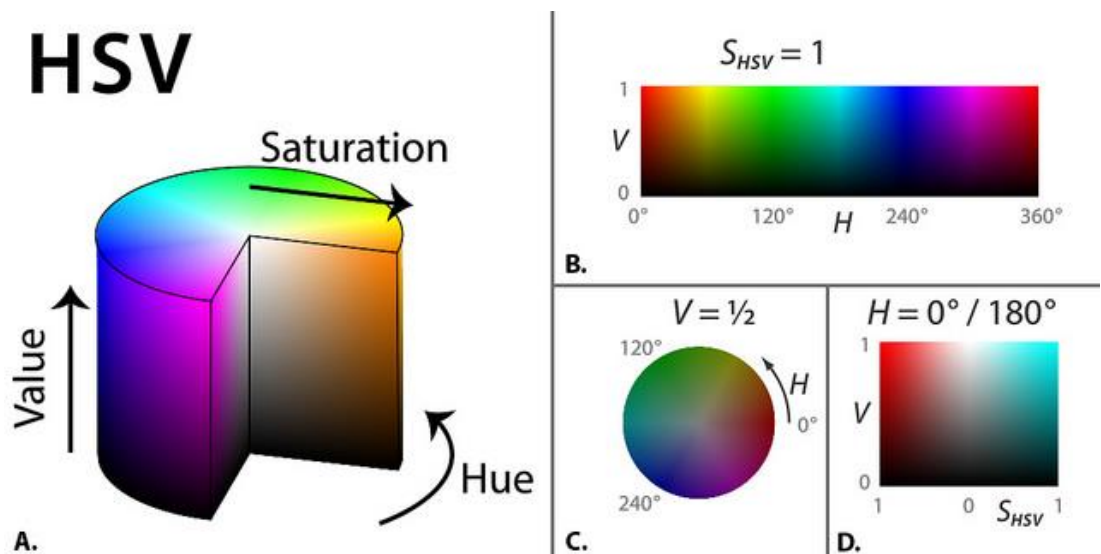 HSV
Saturation
Value
Hue
A.
S_HSV = 1
1
V
0
0° 120° H 240° 360°
B.
V = ½
120°
H
0°
240°
C.
H = 0° / 180°
1
V
0
1 0 S_HSV 1
D.